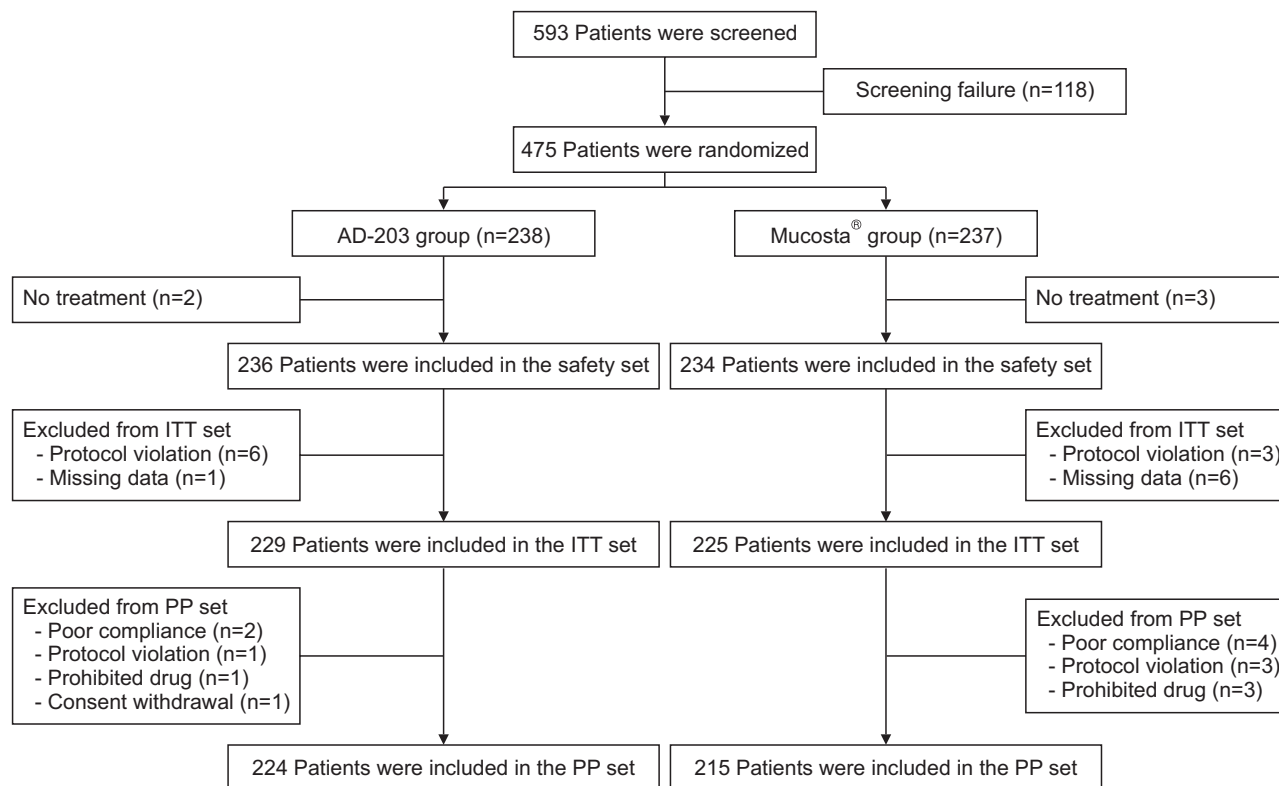 593 Patients were screened
Screening failure (n=118)
475 Patients were randomized
AD-203 group (n=238)
Mucosta® group (n=237)
No treatment (n=2)
No treatment (n=3)
236 Patients were included in the safety set
234 Patients were included in the safety set
Excluded from ITT set
- Protocol violation (n=6)
- Missing data (n=1)
Excluded from ITT set
- Protocol violation (n=3)
- Missing data (n=6)
229 Patients were included in the ITT set
225 Patients were included in the ITT set
Excluded from PP set
- Poor compliance (n=2)
- Protocol violation (n=1)
- Prohibited drug (n=1)
- Consent withdrawal (n=1)
Excluded from PP set
- Poor compliance (n=4)
- Protocol violation (n=3)
- Prohibited drug (n=3)
224 Patients were included in the PP set
215 Patients were included in the PP set